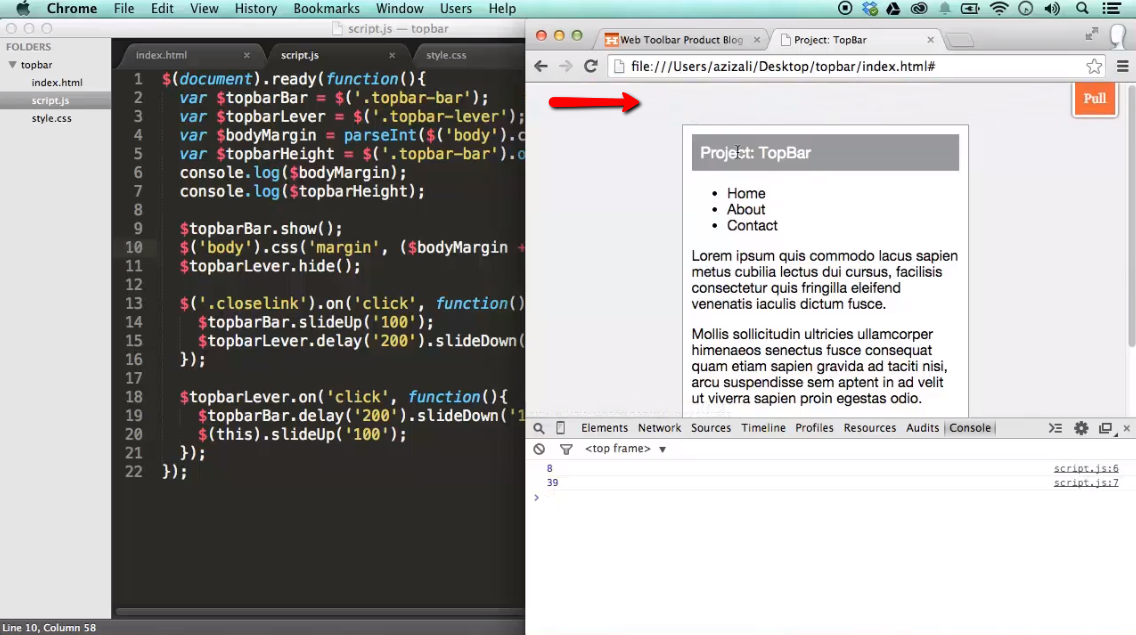 Chrome File Edit View History Bookmarks Window Users Help
script.js — topbar
FOLDERS
topbar
index.html
script.js
style.css
index.html script.js style.css
1 $(document).ready(function(){
2 var $topbarBar = $('.topbar-bar');
3 var $topbarLever = $('.topbar-lever');
4 var $bodyMargin = parseInt($('body').c
5 var $topbarHeight = $('.topbar-bar').o
6 console.log($bodyMargin);
7 console.log($topbarHeight);
8
9 $topbarBar.show();
10 $('body').css('margin', ($bodyMargin +
11 $topbarLever.hide();
12
13 $('.closelink').on('click', function()
14 $topbarBar.slideUp('100');
15 $topbarLever.delay('200').slideDown(
16 });
17
18 $topbarLever.on('click', function(){
19 $topbarBar.delay('200').slideDown('1
20 $(this).slideUp('100');
21 });
22 });
Line 10, Column 58
Web Toolbar Product Blog Project: TopBar
file:///Users/azizali/Desktop/topbar/index.html#
Pull
Project: TopBar
• Home
• About
• Contact
Lorem ipsum quis commodo lacus sapien
metus cubilia lectus dui cursus, facilisis
consectetur quis fringilla eleifend
venenatis iaculis dictum fusce.
Mollis sollicitudin ultricies ullamcorper
himenaeos senectus fusce consequat
quam etiam sapien gravida ad taciti nisi,
arcu suspendisse sem aptent in ad velit
ut viverra sapien proin egestas odio.
Elements Network Sources Timeline Profiles Resources Audits Console
<top frame> ▼
8 script.js:6
39 script.js:7
>